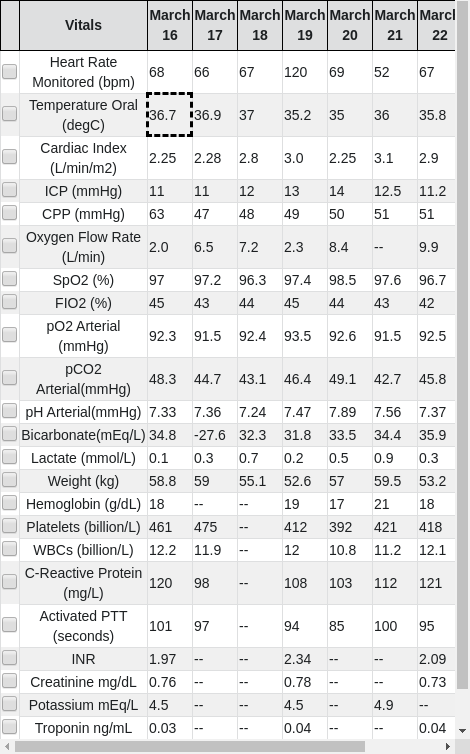 Vitals March 16 March 17 March 18 March 19 March 20 March 21 March 22
Heart Rate Monitored (bpm) 68 66 67 120 69 52 67
Temperature Oral (degC) 36.7 36.9 37 35.2 35 36 35.8
Cardiac Index (L/min/m2) 2.25 2.28 2.8 3.0 2.25 3.1 2.9
ICP (mmHg) 11 11 12 13 14 12.5 11.2
CPP (mmHg) 63 47 48 49 50 51 51
Oxygen Flow Rate (L/min) 2.0 6.5 7.2 2.3 8.4 -- 9.9
SpO2 (%) 97 97.2 96.3 97.4 98.5 97.6 96.7
FIO2 (%) 45 43 44 45 44 43 42
pO2 Arterial (mmHg) 92.3 91.5 92.4 93.5 92.6 91.5 92.5
pCO2 Arterial(mmHg) 48.3 44.7 43.1 46.4 49.1 42.7 45.8
pH Arterial(mmHg) 7.33 7.36 7.24 7.47 7.89 7.56 7.37
Bicarbonate(mEq/L) 34.8 -27.6 32.3 31.8 33.5 34.4 35.9
Lactate (mmol/L) 0.1 0.3 0.7 0.2 0.5 0.9 0.3
Weight (kg) 58.8 59 55.1 52.6 57 59.5 53.2
Hemoglobin (g/dL) 18 -- -- 19 17 21 18
Platelets (billion/L) 461 475 -- 412 392 421 418
WBCs (billion/L) 12.2 11.9 -- 12 10.8 11.2 12.1
C-Reactive Protein (mg/L) 120 98 -- 108 103 112 121
Activated PTT (seconds) 101 97 -- 94 85 100 95
INR 1.97 -- -- 2.34 -- -- 2.09
Creatinine mg/dL 0.76 -- -- 0.78 -- -- 0.73
Potassium mEq/L 4.5 -- -- 4.5 -- 4.9 --
Troponin ng/mL 0.03 -- -- 0.04 -- -- 0.04